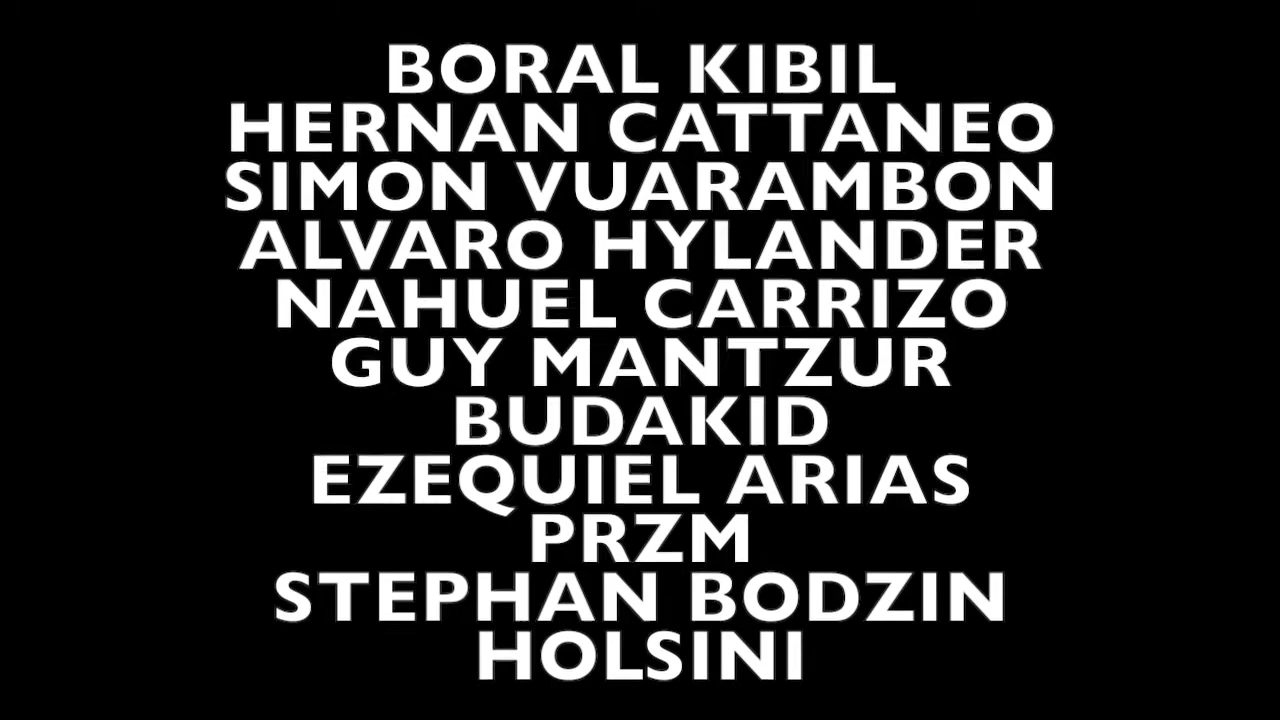 BORAL KIBIL
HERNAN CATTANEO
SIMON VUARAMBON
ALVARO HYLANDER
NAHUEL CARRIZO
GUY MANTZUR
BUDAKID
EZEQUIEL ARIAS
PRZM
STEPHAN BODZIN
HOLSINI